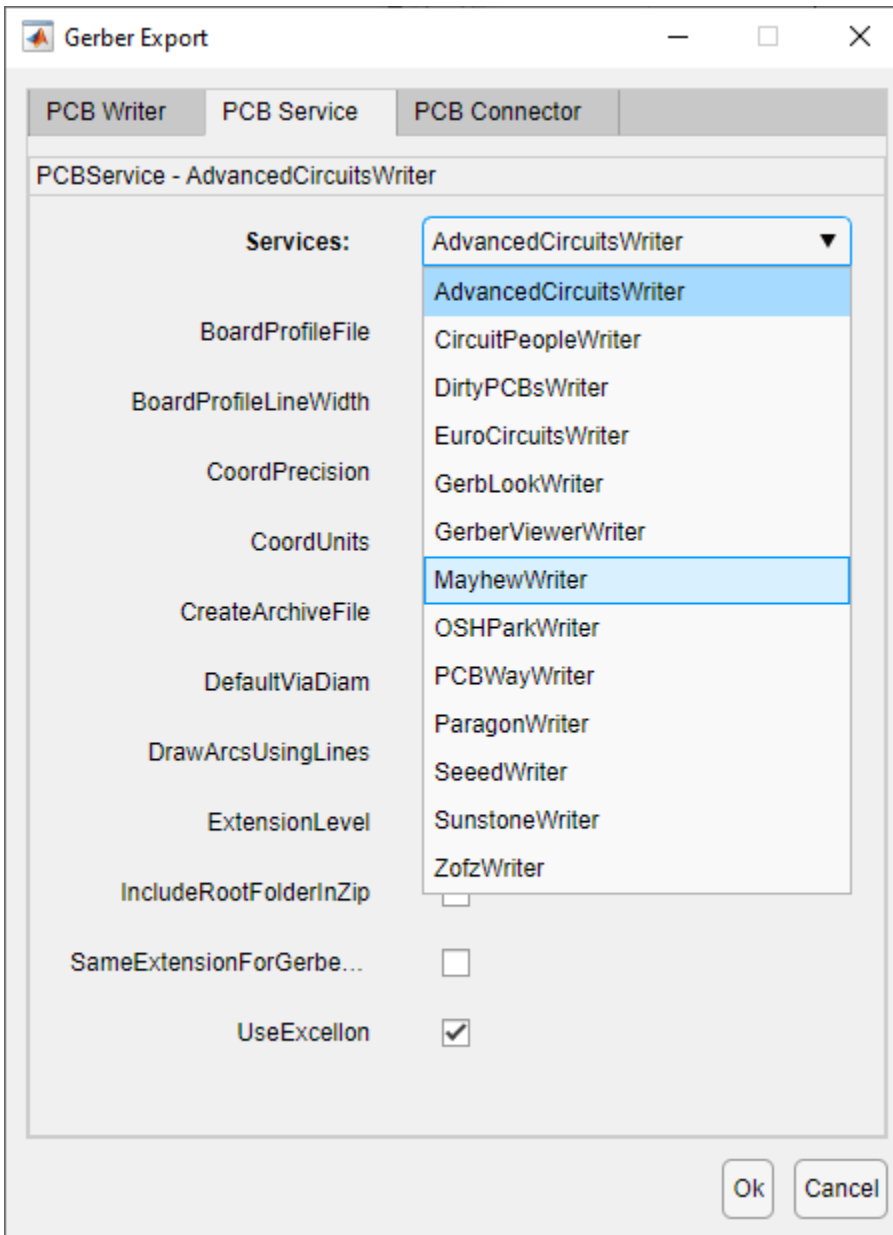 Gerber Export
PCB Writer PCB Service PCB Connector
PCBService - AdvancedCircuitsWriter
Services: AdvancedCircuitsWriter
AdvancedCircuitsWriter
BoardProfileFile CircuitPeopleWriter
DirtyPCBsWriter
BoardProfileLineWidth
EuroCircuitsWriter
CoordPrecision GerbLookWriter
CoordUnits GerberViewerWriter
MayhewWriter
CreateArchiveFile OSHParkWriter
DefaultViaDiam PCBWayWriter
ParagonWriter
DrawArcsUsingLines
SeeedWriter
ExtensionLevel SunstoneWriter
ZofzWriter
IncludeRootFolderInZip
SameExtensionForGerbe...
UseExcellon
Ok Cancel